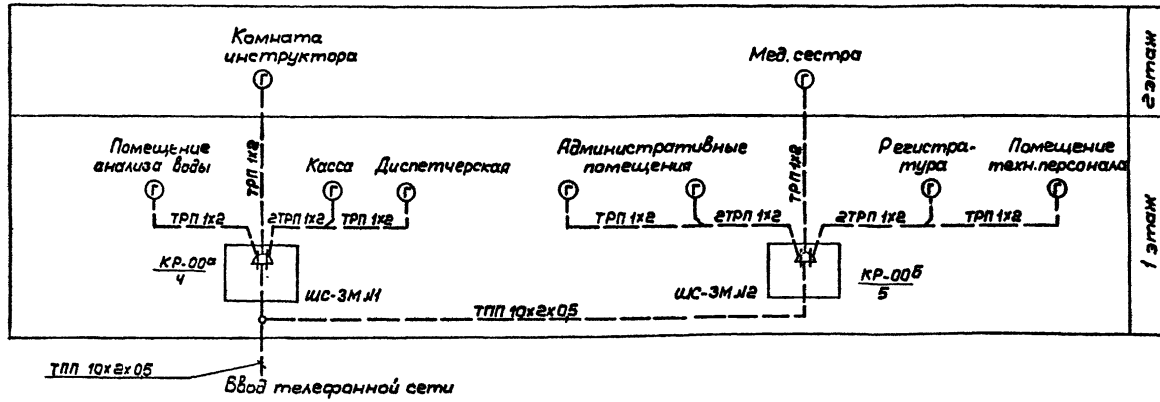 Комната
инструктора
Мед. сестра
2 этаж
Помещение
анализа воды
ТРП 1х2
Касса
Диспетчерская
Административные
помещения
ТРП 1х2
Регистра-
тура
Помещение
техн. персонала
ТРП 1х2
2ТРП 1х2
ТРП 1х2
ТРП 1х2
2ТРП 1х2
2ТРП 1х2
ТРП 1х2
1 этаж
КР-00а
4
ШС-3М №1
ШС-3М №2
КР-00б
5
ТПП 10х2х0,5
ТПП 10х2х0,5
Ввод телефонной сети